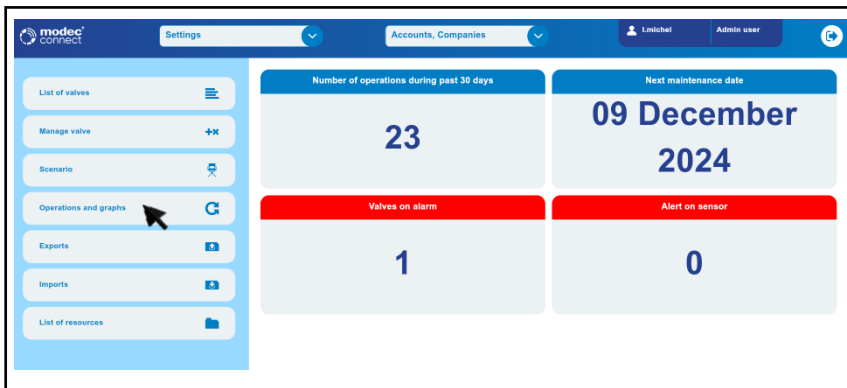 modec
connect
Settings
Accounts, Companies
l.michel
Admin user
List of valves
Manage valve
Scenario
Operations and graphs
Exports
Imports
List of resources
Number of operations during past 30 days
23
Next maintenance date
09 December
2024
Valves on alarm
1
Alert on sensor
0